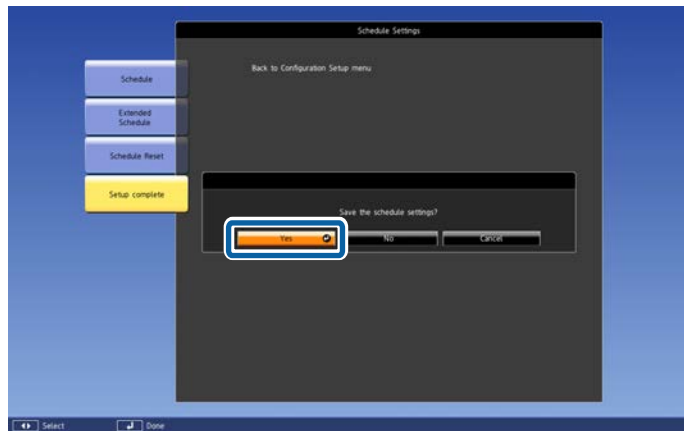 Schedule Settings
Back to Configuration Setup menu
Schedule
Extended
Schedule
Schedule Reset
Setup complete
Save the schedule settings?
Yes No Cancel
Select Done